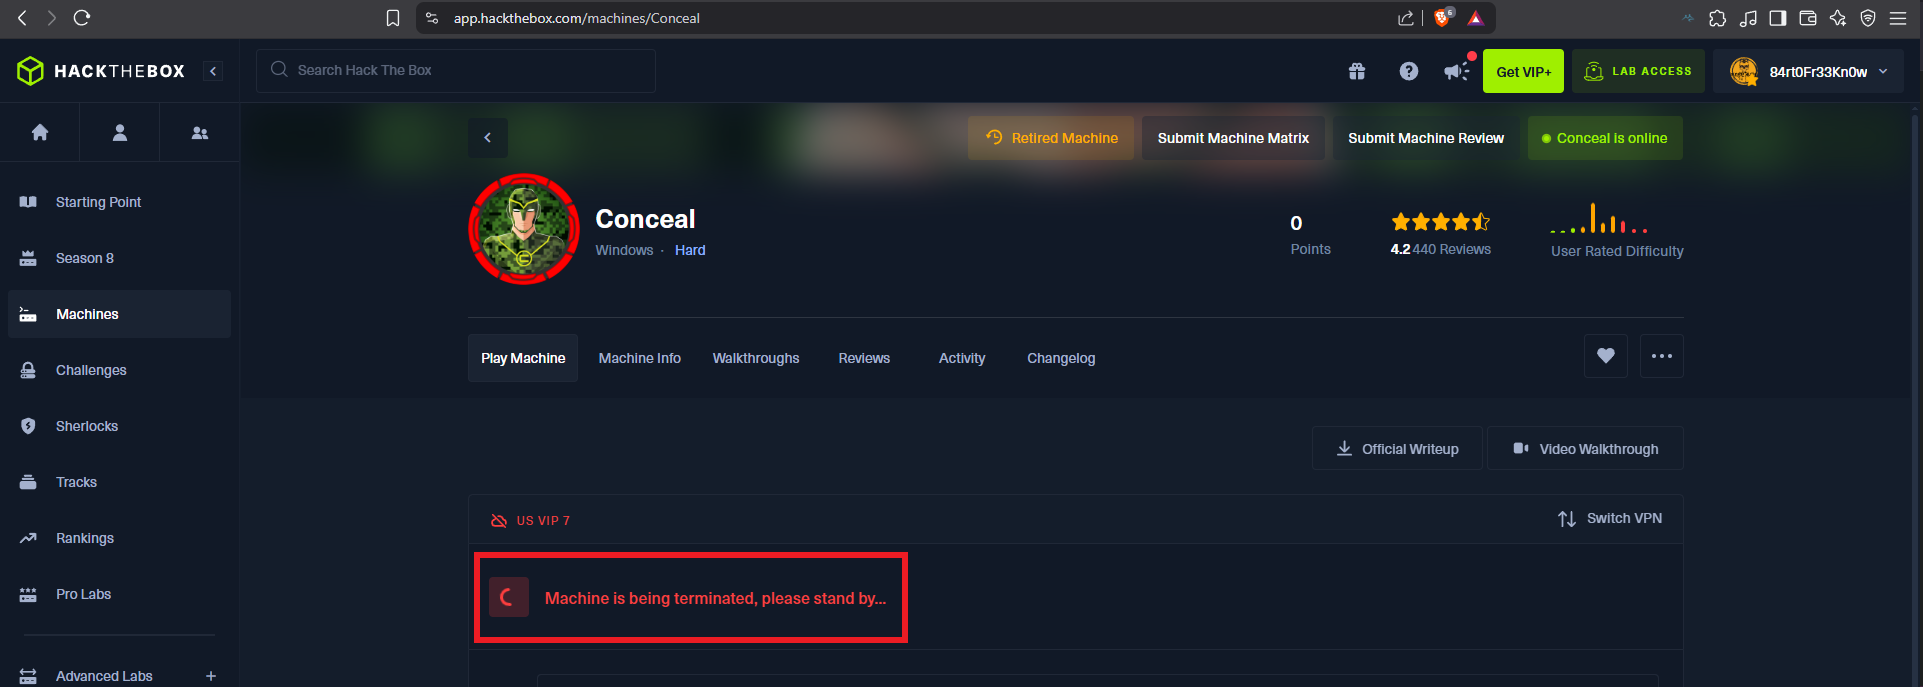 app.hackthebox.com/machines/Conceal
6
HACKTHEBOX
Search Hack The Box
Get VIP+
LAB ACCESS
84rt0Fr33Kn0w
Retired Machine
Submit Machine Matrix
Submit Machine Review
Conceal is online
Starting Point
Season 8
Machines
Challenges
Sherlocks
Tracks
Rankings
Pro Labs
Advanced Labs +
Conceal
Windows · Hard
0
Points
4.2 440 Reviews
User Rated Difficulty
Play Machine
Machine Info
Walkthroughs
Reviews
Activity
Changelog
Official Writeup
Video Walkthrough
US VIP 7
Switch VPN
Machine is being terminated, please stand by...